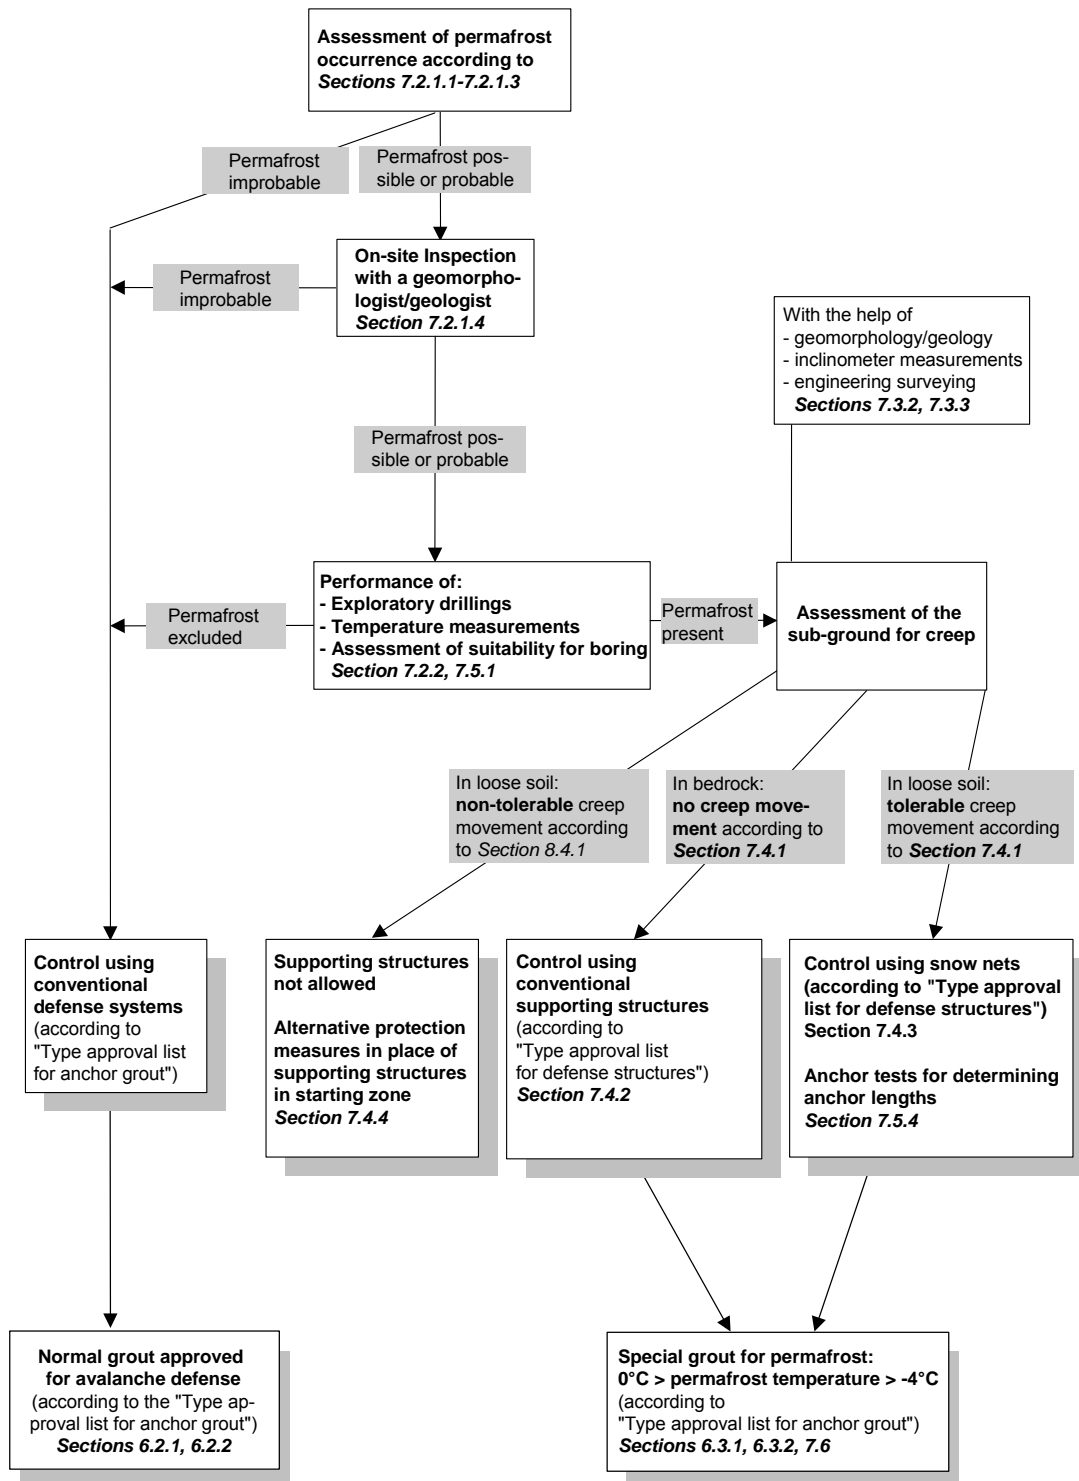 Assessment of permafrost
occurrence according to
Sections 7.2.1.1-7.2.1.3
Permafrost
improbable
Permafrost pos-
sible or probable
On-site Inspection
with a geomorpho-
logist/geologist
Section 7.2.1.4
Permafrost
improbable
With the help of
- geomorphology/geology
- inclinometer measurements
- engineering surveying
Sections 7.3.2, 7.3.3
Permafrost pos-
sible or probable
Performance of:
- Exploratory drillings
- Temperature measurements
- Assessment of suitability for boring
Section 7.2.2, 7.5.1
Permafrost
excluded
Permafrost
present
Assessment of the
sub-ground for creep
In loose soil:
non-tolerable creep
movement according
to Section 8.4.1
In bedrock:
no creep move-
ment according to
Section 7.4.1
In loose soil:
tolerable creep
movement according
to Section 7.4.1
Control using
conventional
defense systems
(according to
"Type approval list
for anchor grout")
Supporting structures
not allowed
Alternative protection
measures in place of
supporting structures
in starting zone
Section 7.4.4
Control using
conventional
supporting structures
(according to
"Type approval list
for defense structures")
Section 7.4.2
Control using snow nets
(according to "Type approval
list for defense structures")
Section 7.4.3
Anchor tests for determining
anchor lengths
Section 7.5.4
Normal grout approved
for avalanche defense
(according to the "Type ap-
proval list for anchor grout")
Sections 6.2.1, 6.2.2
Special grout for permafrost:
0°C > permafrost temperature > -4°C
(according to
"Type approval list for anchor grout")
Sections 6.3.1, 6.3.2, 7.6